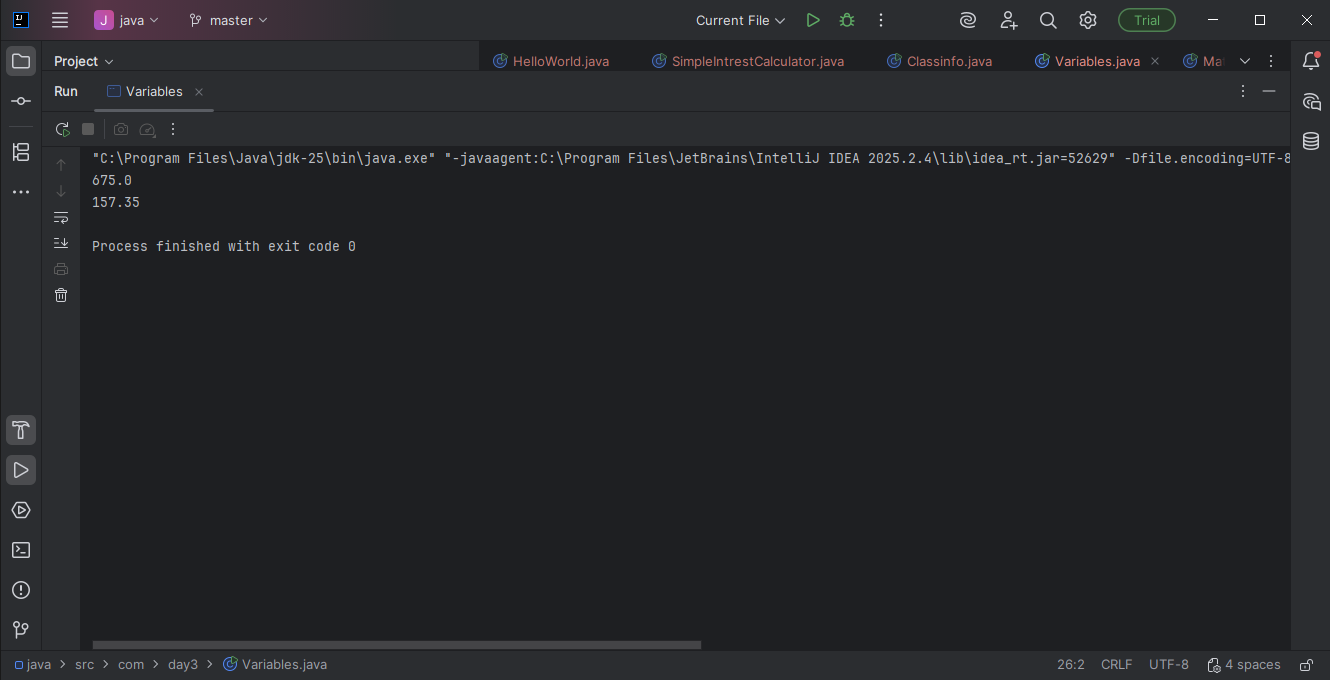 java master Current File Trial
Project HelloWorld.java SimpleIntrestCalculator.java Classinfo.java Variables.java Ma
Run Variables
"C:\Program Files\Java\jdk-25\bin\java.exe" "-javaagent:C:\Program Files\JetBrains\IntelliJ IDEA 2025.2.4\lib\idea_rt.jar=52629" -Dfile.encoding=UTF-8
675.0
157.35
Process finished with exit code 0
java > src > com > day3 > Variables.java 26:2 CRLF UTF-8 4 spaces